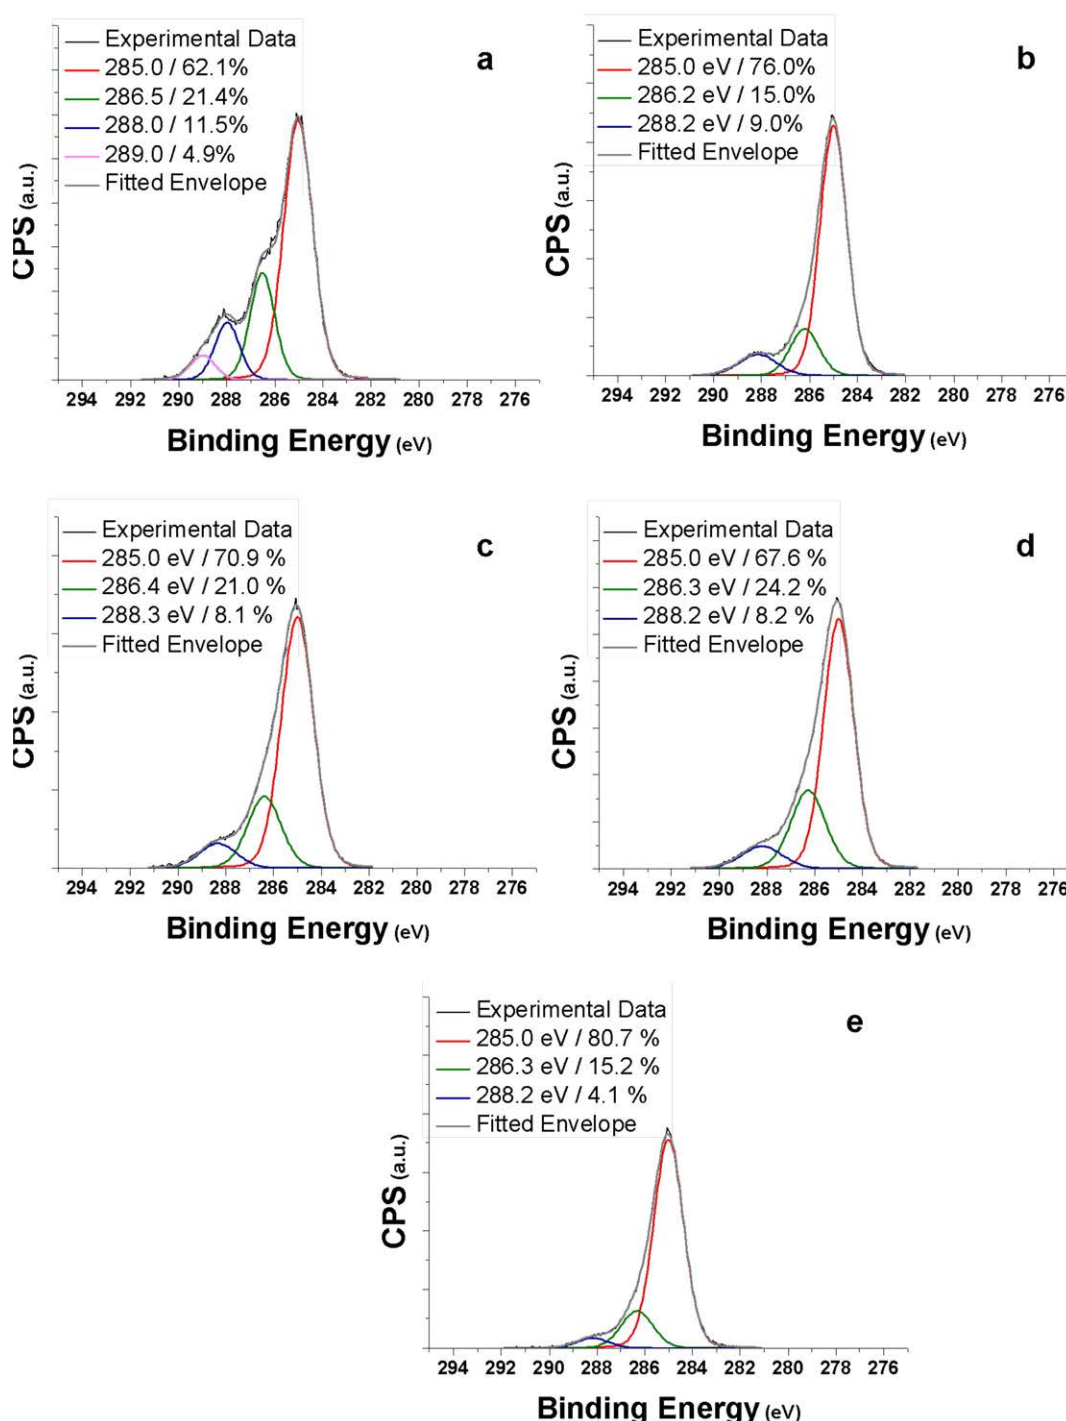 Experimental Data
285.0 / 62.1%
286.5 / 21.4%
288.0 / 11.5%
289.0 / 4.9%
Fitted Envelope
a
CPS (a.u.)
294 292 290 288 286 284 282 280 278 276
Binding Energy (eV)
Experimental Data
285.0 eV / 76.0%
286.2 eV / 15.0%
288.2 eV / 9.0%
Fitted Envelope
b
CPS (a.u.)
294 292 290 288 286 284 282 280 278 276
Binding Energy (eV)
Experimental Data
285.0 eV / 70.9 %
286.4 eV / 21.0 %
288.3 eV / 8.1 %
Fitted Envelope
c
CPS (a.u.)
294 292 290 288 286 284 282 280 278 276
Binding Energy (eV)
Experimental Data
285.0 eV / 67.6 %
286.3 eV / 24.2 %
288.2 eV / 8.2 %
Fitted Envelope
d
CPS (a.u.)
294 292 290 288 286 284 282 280 278 276
Binding Energy (eV)
Experimental Data
285.0 eV / 80.7 %
286.3 eV / 15.2 %
288.2 eV / 4.1 %
Fitted Envelope
e
CPS (a.u.)
294 292 290 288 286 284 282 280 278 276
Binding Energy (eV)